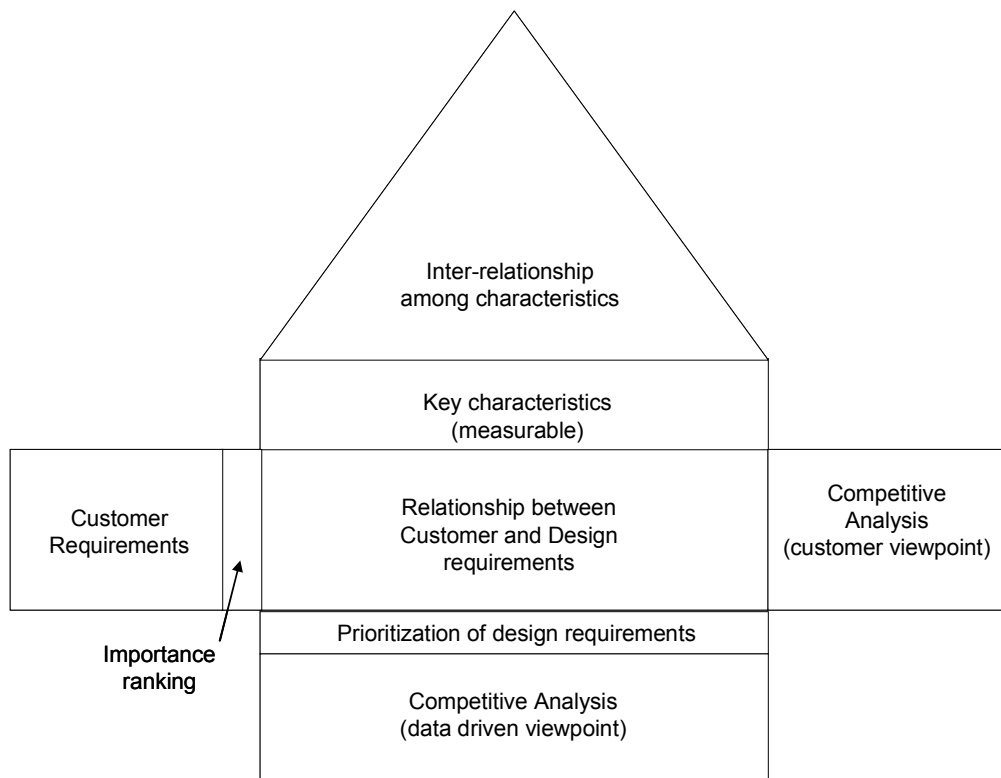 Inter-relationship
among characteristics
Key characteristics
(measurable)
Customer
Requirements
Relationship between
Customer and Design
requirements
Competitive
Analysis
(customer viewpoint)
Importance
ranking
Prioritization of design requirements
Competitive Analysis
(data driven viewpoint)